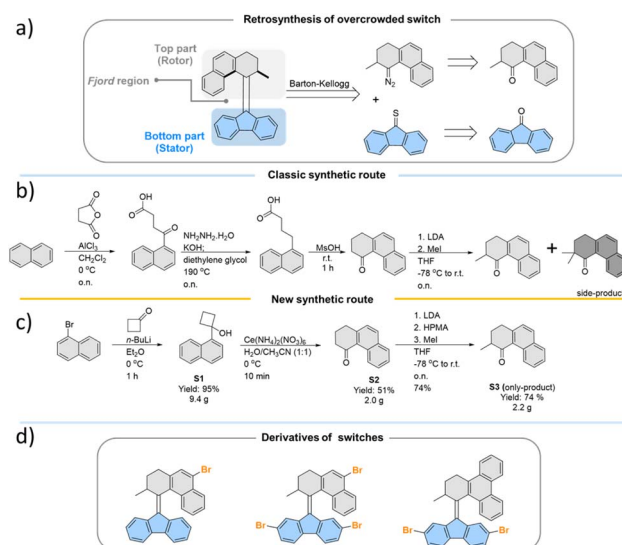 a)
Retrosynthesis of overcrowded switch
Top part
(Rotor)
Fjord region
Bottom part
(Stator)
Barton-Kellogg
N2
+
O
S
O
Classic synthetic route
b)
O
O
O
AlCl3
CH2Cl2
0 °C
o.n.
HO
O
O
NH2NH2.H2O
KOH;
diethylene glycol
190 °C
o.n.
HO
O
MsOH
r.t.
1 h
O
1. LDA
2. MeI
THF
-78 °C to r.t.
o.n.
O
+
O
side-product
New synthetic route
c)
Br
O
n-BuLi
Et2O
0 °C
1 h
OH
S1
Yield: 95%
9.4 g
Ce(NH4)2(NO3)6
H2O/CH3CN (1:1)
0 °C
10 min
O
S2
Yield: 51%
2.0 g
1. LDA
2. HPMA
3. MeI
THF
-78 °C to r.t.
o.n.
74%
O
S3 (only-product)
Yield: 74 %
2.2 g
d)
Derivatives of switches
Br
Br
Br
Br
Br
Br